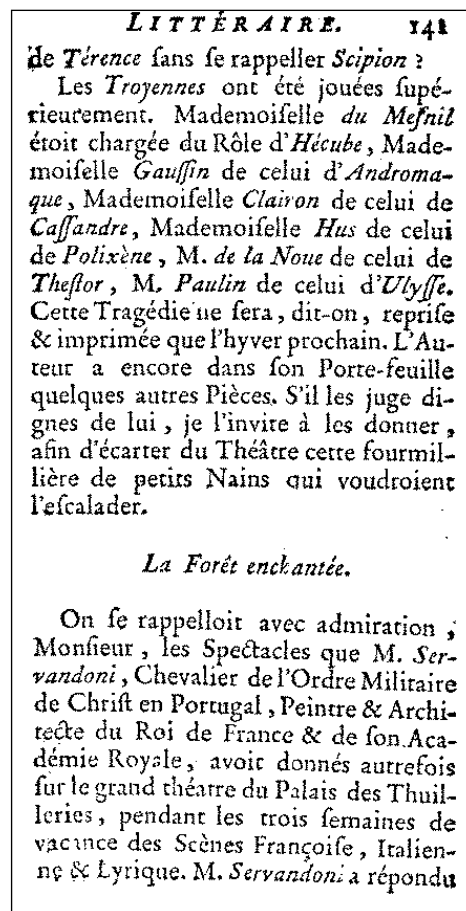 LITTÉRAIRE. 141
de Térence ſans ſe rappeller Scipion ?
Les Troyennes ont été jouées ſupé-
rieurement. Mademoiſelle du Meſnil
étoit chargée du Rôle d'Hécube, Made-
moiſelle Gauſſin de celui d'Androma-
que, Mademoiſelle Clairon de celui de
Caſſandre, Mademoiſelle Hus de celui
de Polixène, M. de la Noue de celui de
Theſtor, M. Paulin de celui d'Ulyſſe.
Cette Tragédie ne ſera, dit-on, repriſe
& imprimée que l'hyver prochain. L'Au-
teur a encore dans ſon Porte-feuille
quelques autres Pièces. S'il les juge di-
gnes de lui, je l'invite à les donner,
afin d'écarter du Théâtre cette fourmil-
lière de petits Nains qui voudroient
l'eſcalader.
La Forêt enchantée.
On ſe rappelloit avec admiration,
Monſieur, les Spectacles que M. Ser-
vandoni, Chevalier de l'Ordre Militaire
de Chriſt en Portugal, Peintre & Archi-
tecte du Roi de France & de ſon Aca-
démie Royale, avoit donnés autrefois
ſur le grand théatre du Palais des Thuil-
leries, pendant les trois ſemaines de
vacance des Scènes Françoiſe, Italien-
ne & Lyrique. M. Servandoni a répondu